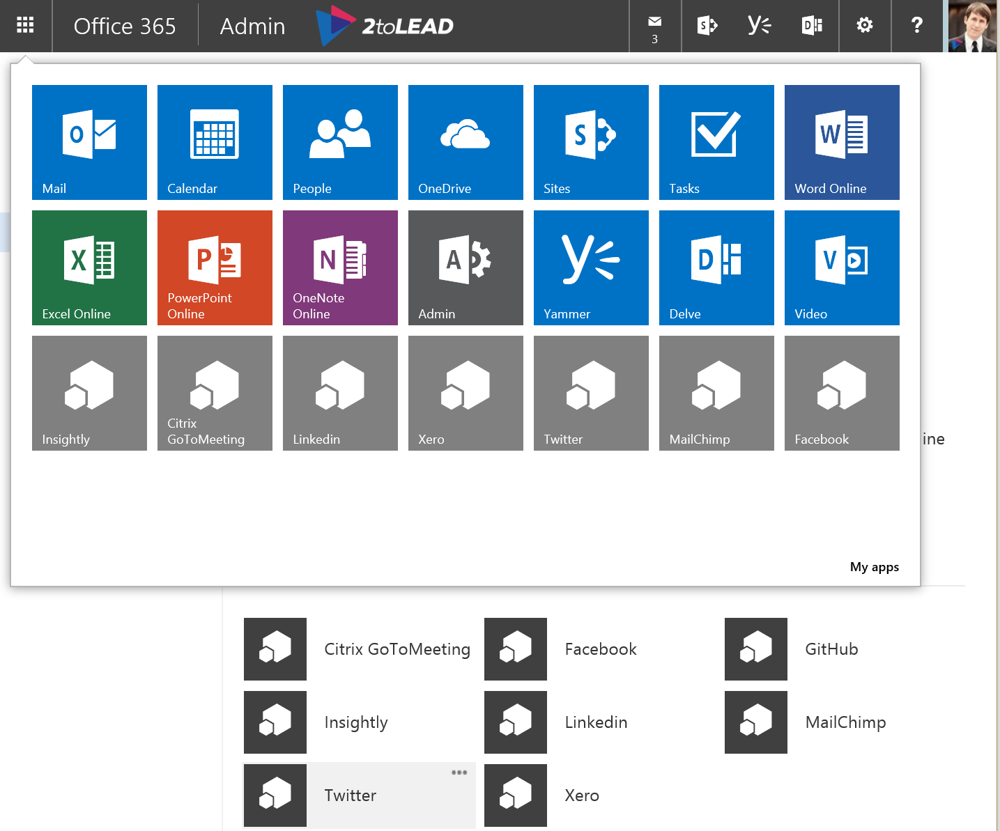 Office 365
Admin
2toLEAD
3
?
Mail
Calendar
People
OneDrive
Sites
Tasks
Word Online
Excel Online
PowerPoint
Online
OneNote
Online
Admin
Yammer
Delve
Video
Insightly
Citrix
GoToMeeting
Linkedin
Xero
Twitter
MailChimp
Facebook
ine
My apps
Citrix GoToMeeting
Facebook
GitHub
Insightly
Linkedin
MailChimp
Twitter
Xero